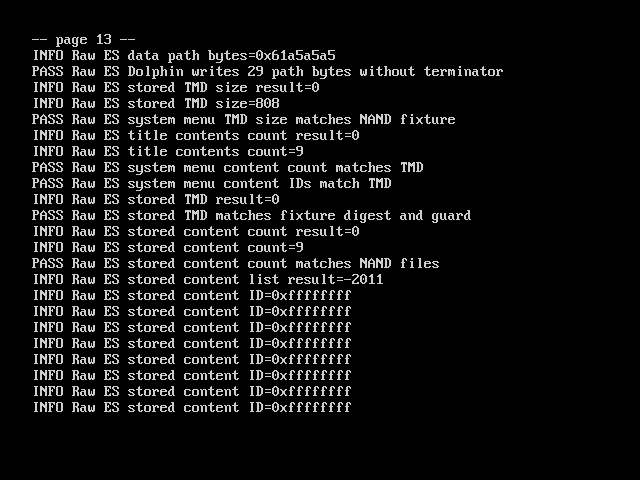 -- page 13 --
INFO Raw ES data path bytes=0x61a5a5a5
PASS Raw ES Dolphin writes 29 path bytes without terminator
INFO Raw ES stored TMD size result=0
INFO Raw ES stored TMD size=808
PASS Raw ES system menu TMD size matches NAND fixture
INFO Raw ES title contents count result=0
INFO Raw ES title contents count=9
PASS Raw ES system menu content count matches TMD
PASS Raw ES system menu content IDs match TMD
INFO Raw ES stored TMD result=0
PASS Raw ES stored TMD matches fixture digest and guard
INFO Raw ES stored content count result=0
INFO Raw ES stored content count=9
PASS Raw ES stored content count matches NAND files
INFO Raw ES stored content list result=-2011
INFO Raw ES stored content ID=0xffffffff
INFO Raw ES stored content ID=0xffffffff
INFO Raw ES stored content ID=0xffffffff
INFO Raw ES stored content ID=0xffffffff
INFO Raw ES stored content ID=0xffffffff
INFO Raw ES stored content ID=0xffffffff
INFO Raw ES stored content ID=0xffffffff
INFO Raw ES stored content ID=0xffffffff